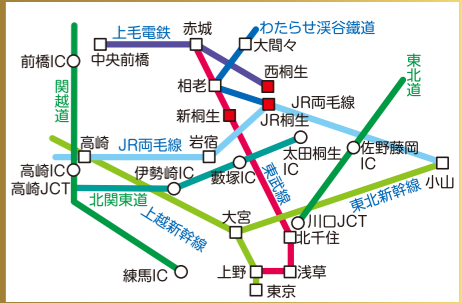 上毛電鉄
赤城
わたらせ渓谷鐵道
大間々
前橋IC
中央前橋
西桐生
東北道
関越道
相老
新桐生
JR両毛線
JR桐生
高崎
JR両毛線
岩宿
太田桐生
IC
佐野藤岡
IC
高崎IC
高崎JCT
伊勢崎IC
藪塚IC
東武線
小山
北関東道
上越新幹線
大宮
東北新幹線
川口JCT
北千住
練馬IC
上野
浅草
東京